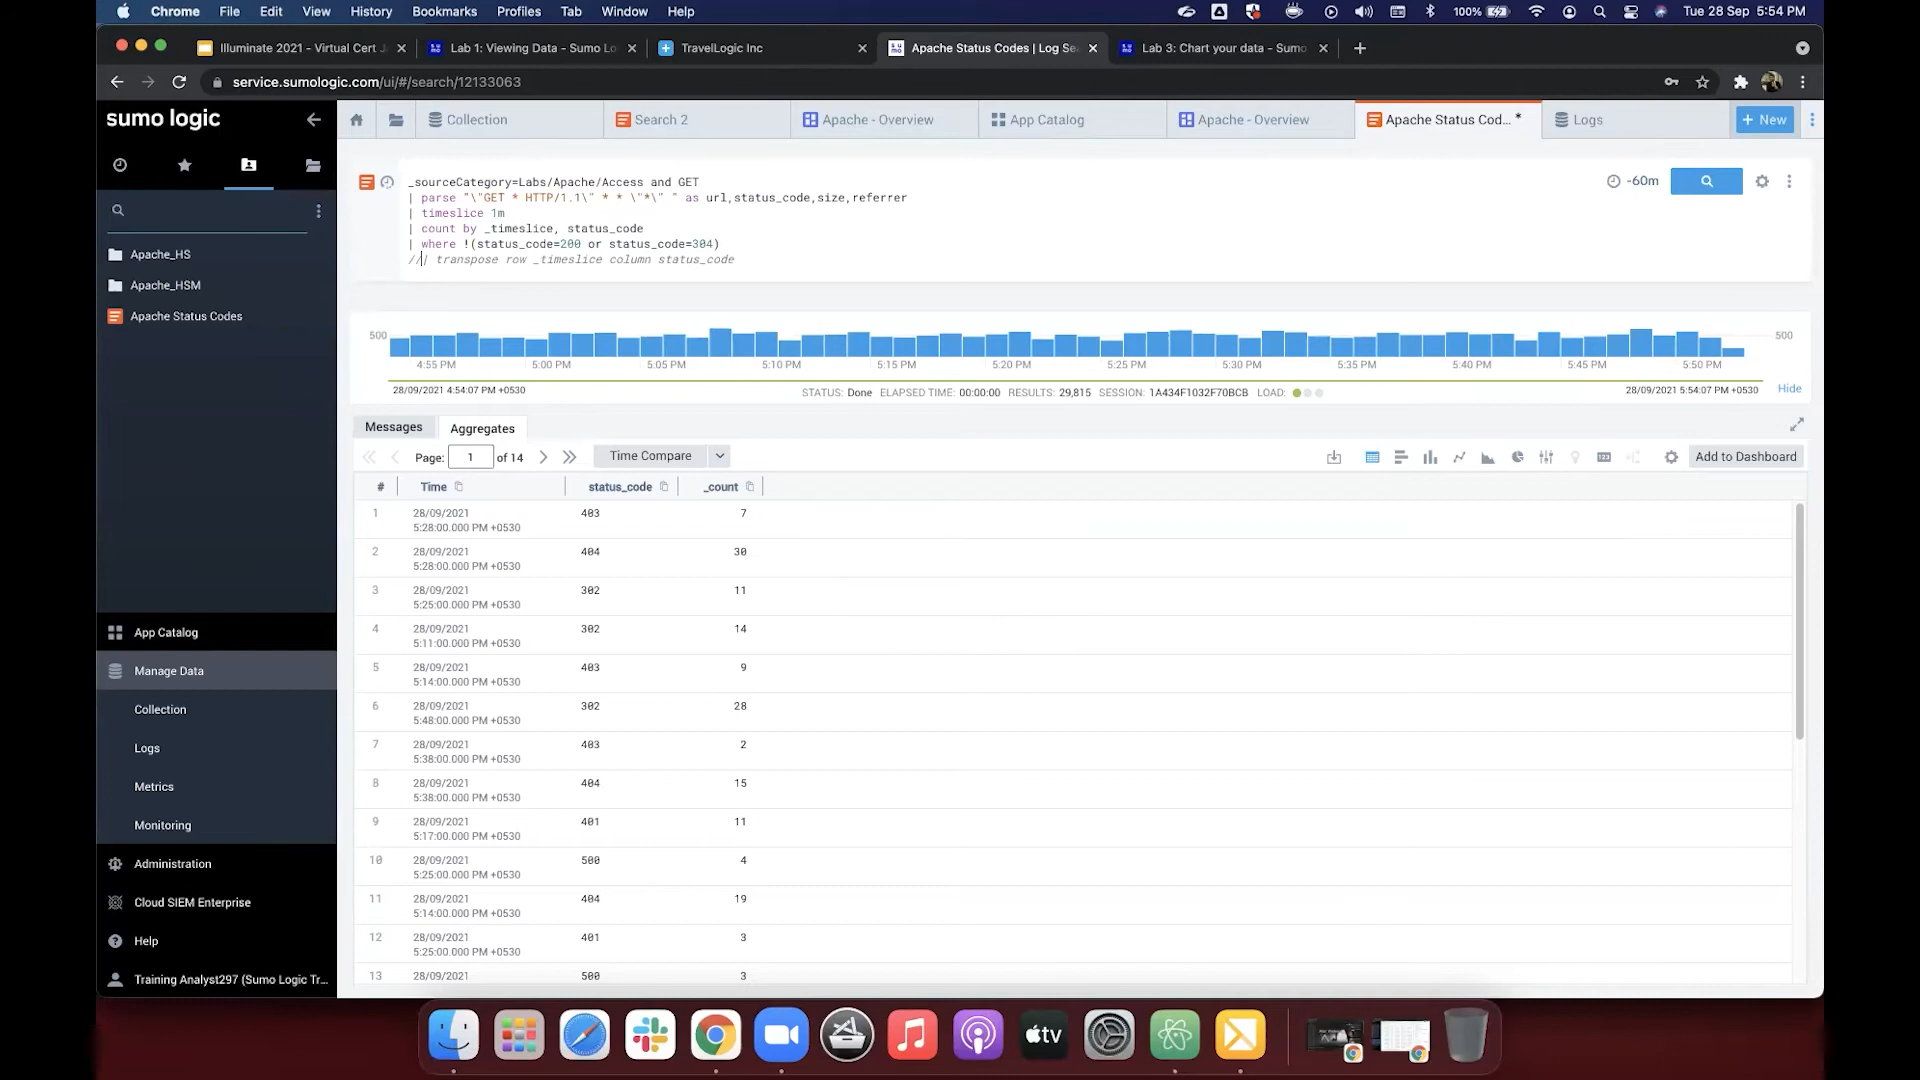 Chrome File Edit View History Bookmarks Profiles Tab Window Help 100% Tue 28 Sep 5:54 PM
Illuminate 2021 - Virtual Cert J Lab 1: Viewing Data - Sumo Lo TravelLogic Inc Apache Status Codes | Log Se Lab 3: Chart your data - Sumo
service.sumologic.com/ui/#/search/12133063
sumo logic
Collection Search 2 Apache - Overview App Catalog Apache - Overview Apache Status Cod... * Logs + New
_sourceCategory=Labs/Apache/Access and GET
| parse "\"GET * HTTP/1.1\" * * \"*\" " as url,status_code,size,referrer
| timeslice 1m
| count by _timeslice, status_code
| where !(status_code=200 or status_code=304)
//| transpose row _timeslice column status_code
-60m
Apache_HS
Apache_HSM
Apache Status Codes
500 500
4:55 PM 5:00 PM 5:05 PM 5:10 PM 5:15 PM 5:20 PM 5:25 PM 5:30 PM 5:35 PM 5:40 PM 5:45 PM 5:50 PM
28/09/2021 4:54:07 PM +0530 STATUS: Done ELAPSED TIME: 00:00:00 RESULTS: 29,815 SESSION: 1A434F1032F70BCB LOAD: 28/09/2021 5:54:07 PM +0530 Hide
Messages Aggregates
Page: 1 of 14 Time Compare Add to Dashboard
# Time status_code _count
1 28/09/2021 403 7
5:28:00.000 PM +0530
2 28/09/2021 404 30
5:28:00.000 PM +0530
3 28/09/2021 302 11
5:25:00.000 PM +0530
4 28/09/2021 302 14
5:11:00.000 PM +0530
5 28/09/2021 403 9
5:14:00.000 PM +0530
6 28/09/2021 302 28
5:48:00.000 PM +0530
7 28/09/2021 403 2
5:38:00.000 PM +0530
8 28/09/2021 404 15
5:38:00.000 PM +0530
9 28/09/2021 401 11
5:17:00.000 PM +0530
10 28/09/2021 500 4
5:25:00.000 PM +0530
11 28/09/2021 404 19
5:14:00.000 PM +0530
12 28/09/2021 401 3
5:25:00.000 PM +0530
13 28/09/2021 500 3
App Catalog
Manage Data
Collection
Logs
Metrics
Monitoring
Administration
Cloud SIEM Enterprise
Help
Training Analyst297 (Sumo Logic Tr...
tv